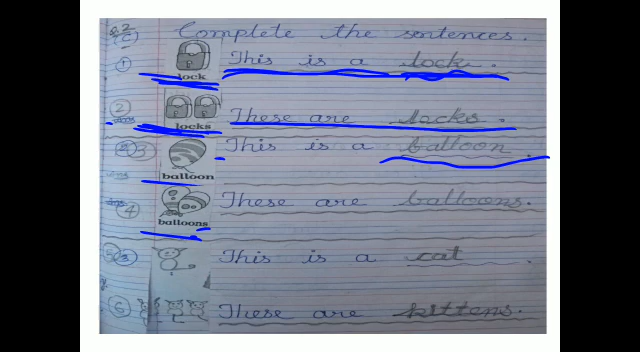 Complete the sentences.
① This is a lock.
lock
② These are locks.
locks
③ This is a balloon.
balloon
④ These are balloons.
balloons
This is a cat.
⑥ These are kittens.